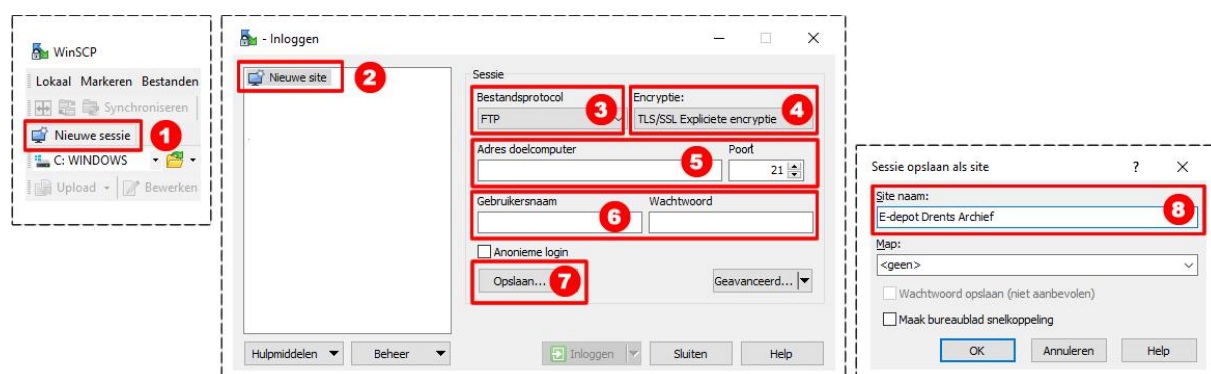 WinSCP
Lokaal Markeren Bestanden
Synchroniseren
Nieuwe sessie 1
C: WINDOWS
Upload Bewerken
- Inloggen
Nieuwe site 2
Sessie
Bestandsprotocol Encryptie:
FTP 3 TLS/SSL Expliciete encryptie 4
Adres doelcomputer Poort
5 21
Gebruikersnaam Wachtwoord
6
Anonieme login
Opslaan... 7 Geavanceerd...
Hulpmiddelen Beheer Inloggen Sluiten Help
Sessie opslaan als site ?
Site naam:
E-depot Drents Archief 8
Map:
<geen>
Wachtwoord opslaan (niet aanbevolen)
Maak bureaublad snelkoppeling
OK Annuleren Help